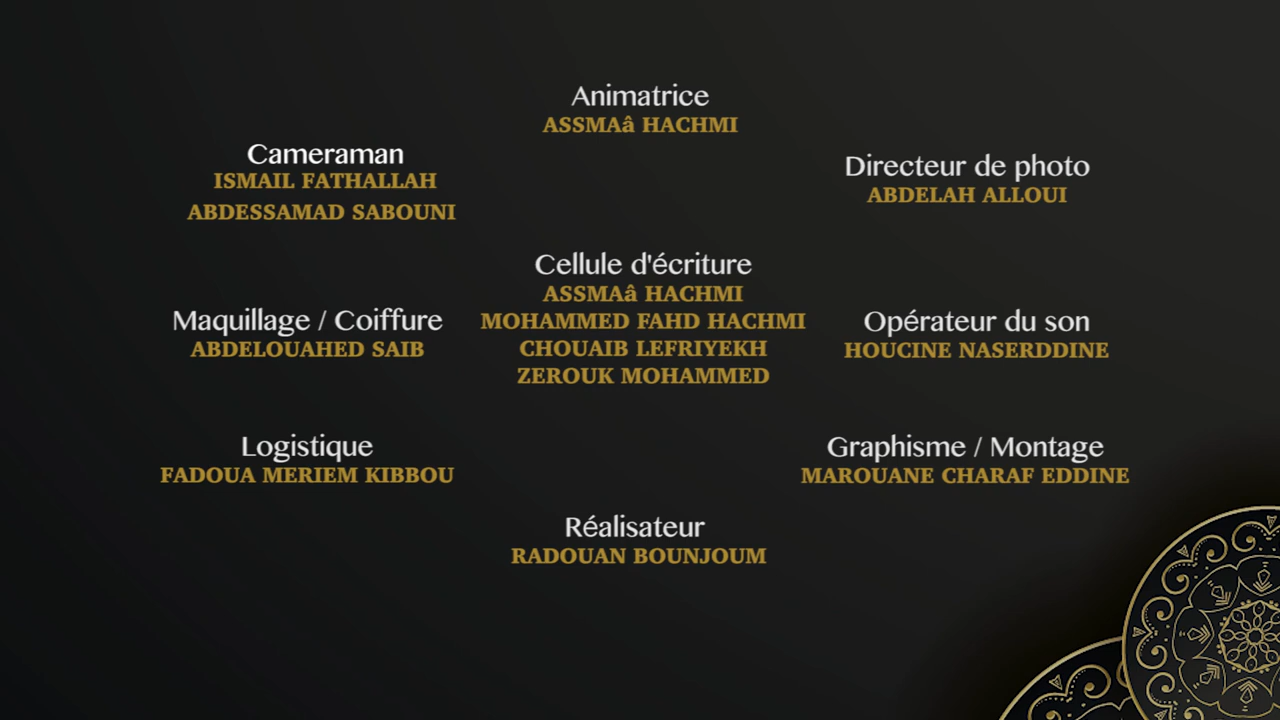 Animatrice
ASSMAâ HACHMI
Cameraman
ISMAIL FATHALLAH
ABDESSAMAD SABOUNI
Directeur de photo
ABDELAH ALLOUI
Cellule d'écriture
ASSMAâ HACHMI
MOHAMMED FAHD HACHMI
CHOUAIB LEFRIYEKH
ZEROUK MOHAMMED
Maquillage / Coiffure
ABDELOUAHED SAIB
Opérateur du son
HOUCINE NASERDDINE
Logistique
FADOUA MERIEM KIBBOU
Graphisme / Montage
MAROUANE CHARAF EDDINE
Réalisateur
RADOUAN BOUNJOUM